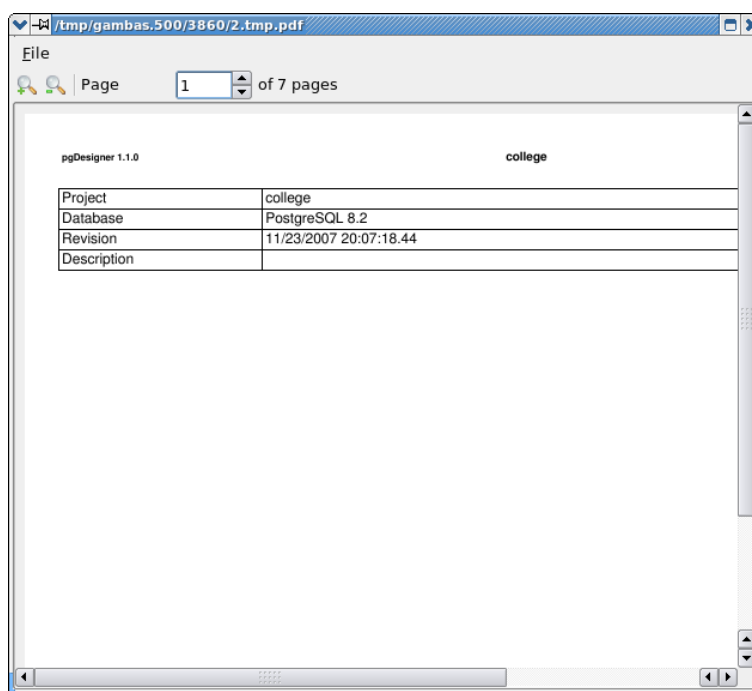 /tmp/gambas.500/3860/2.tmp.pdf
File
Page 1 of 7 pages
pgDesigner 1.1.0 college
Project college
Database PostgreSQL 8.2
Revision 11/23/2007 20:07:18.44
Description